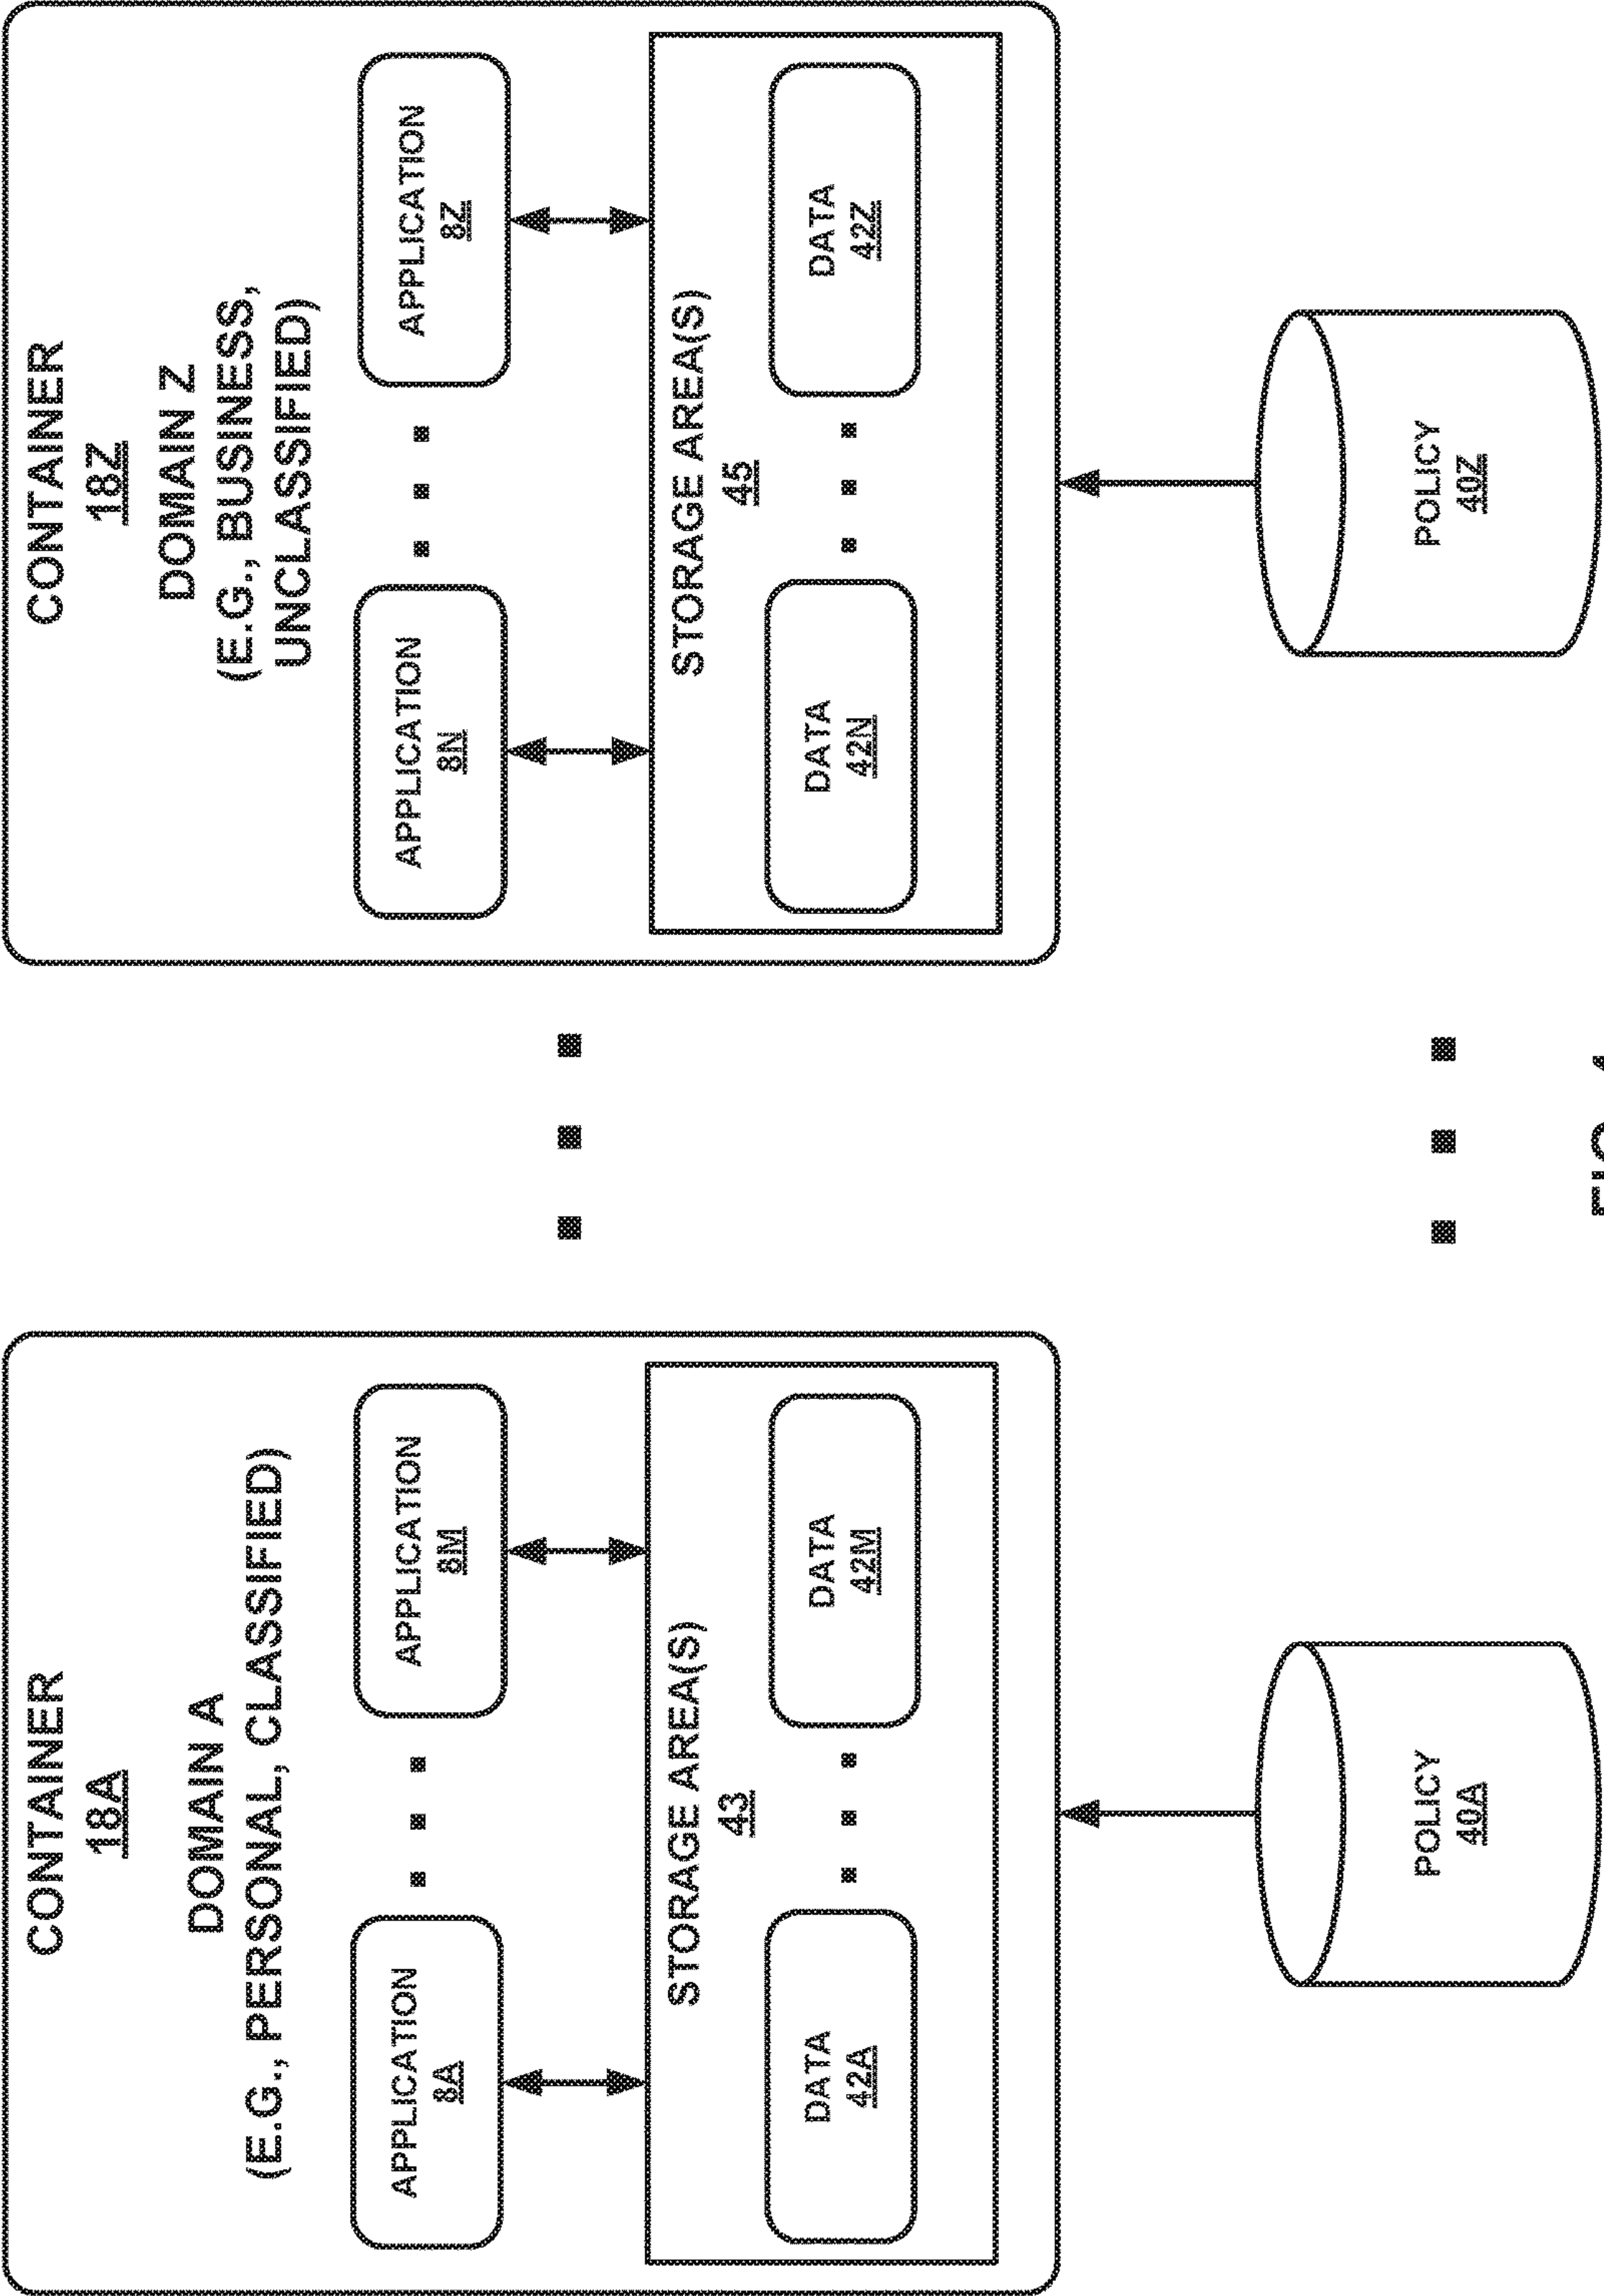 CONTAINER
18A
DOMAIN A
(E.G., PERSONAL, CLASSIFIED)
APPLICATION
8A
APPLICATION
8M
STORAGE AREA(S)
43
DATA
42A
DATA
42M
POLICY
40A
CONTAINER
18Z
DOMAIN Z
(E.G., BUSINESS,
UNCLASSIFIED)
APPLICATION
8N
APPLICATION
8Z
STORAGE AREA(S)
45
DATA
42N
DATA
42Z
POLICY
40Z